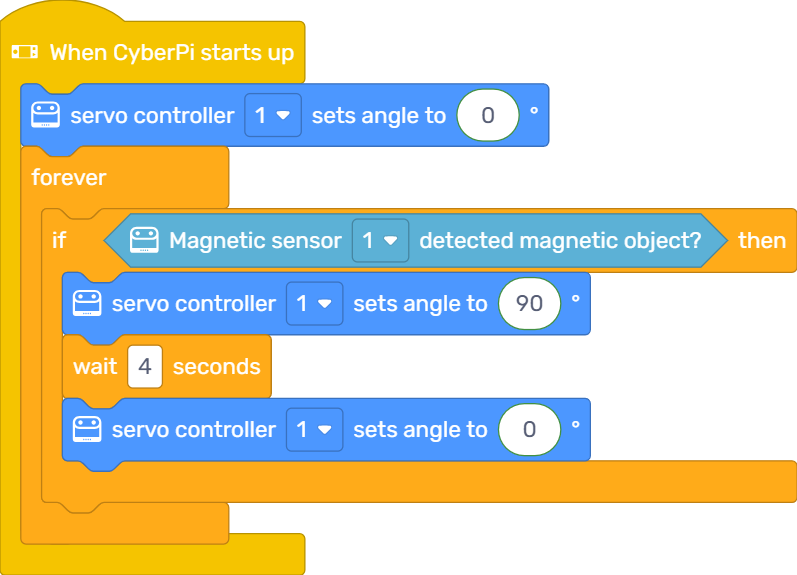 When CyberPi starts up
servo controller 1 sets angle to 0 °
forever
if Magnetic sensor 1 detected magnetic object? then
servo controller 1 sets angle to 90 °
wait 4 seconds
servo controller 1 sets angle to 0 °